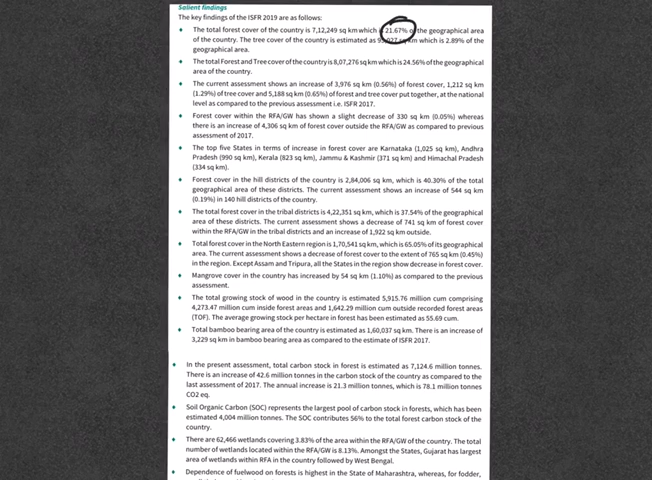 Salient findings
The key findings of the ISFR 2019 are as follows:
The total forest cover of the country is 7,12,249 sq km which 21.67% of the geographical area
of the country. The tree cover of the country is estimated as sq km which is 2.89% of the
geographical area.
The total Forest and Tree cover of the country is 8,07,276 sq km which is 24.56% of the geographical
area of the country.
The current assessment shows an increase of 3,976 sq km (0.56%) of forest cover, 1,212 sq km
(1.29%) of tree cover and 5,188 sq km (0.65%) of forest and tree cover put together, at the national
level as compared to the previous assessment i.e. ISFR 2017.
Forest cover within the RFA/GW has shown a slight decrease of 330 sq km (0.05%) whereas
there is an increase of 4,306 sq km of forest cover outside the RFA/GW as compared to previous
assessment of 2017.
The top five States in terms of increase in forest cover are Karnataka (1,025 sq km), Andhra
Pradesh (990 sq km), Kerala (823 sq km), Jammu & Kashmir (371 sq km) and Himachal Pradesh
(334 sq km).
Forest cover in the hill districts of the country is 2,84,006 sq km, which is 40.30% of the total
geographical area of these districts. The current assessment shows an increase of 544 sq km
(0.19%) in 140 hill districts of the country.
The total forest cover in the tribal districts is 4,22,351 sq km, which is 37.54% of the geographical
area of these districts. The current assessment shows a decrease of 741 sq km of forest cover
within the RFA/GW in the tribal districts and an increase of 1,922 sq km outside.
Total forest cover in the North Eastern region is 1,70,541 sq km, which is 65.05% of its geographical
area. The current assessment shows a decrease of forest cover to the extent of 765 sq km (0.45%)
in the region. Except Assam and Tripura, all the States in the region show decrease in forest cover.
Mangrove cover in the country has increased by 54 sq km (1.10%) as compared to the previous
assessment.
The total growing stock of wood in the country is estimated 5,915.76 million cum comprising
4,273.47 million cum inside forest areas and 1,642.29 million cum outside recorded forest areas
(TOF). The average growing stock per hectare in forest has been estimated as 55.69 cum.
Total bamboo bearing area of the country is estimated as 1,60,037 sq km. There is an increase of
3,229 sq km in bamboo bearing area as compared to the estimate of ISFR 2017.
In the present assessment, total carbon stock in forest is estimated as 7,124.6 million tonnes.
There is an increase of 42.6 million tonnes in the carbon stock of the country as compared to the
last assessment of 2017. The annual increase is 21.3 million tonnes, which is 78.1 million tonnes
CO2 eq.
Soil Organic Carbon (SOC) represents the largest pool of carbon stock in forests, which has been
estimated 4,004 million tonnes. The SOC contributes 56% to the total forest carbon stock of the
country.
There are 62,466 wetlands covering 3.83% of the area within the RFA/GW of the country. The total
number of wetlands located within the RFA/GW is 8.13%. Amongst the States, Gujarat has largest
area of wetlands within RFA in the country followed by West Bengal.
Dependence of fuelwood on forests is highest in the State of Maharashtra, whereas, for fodder,